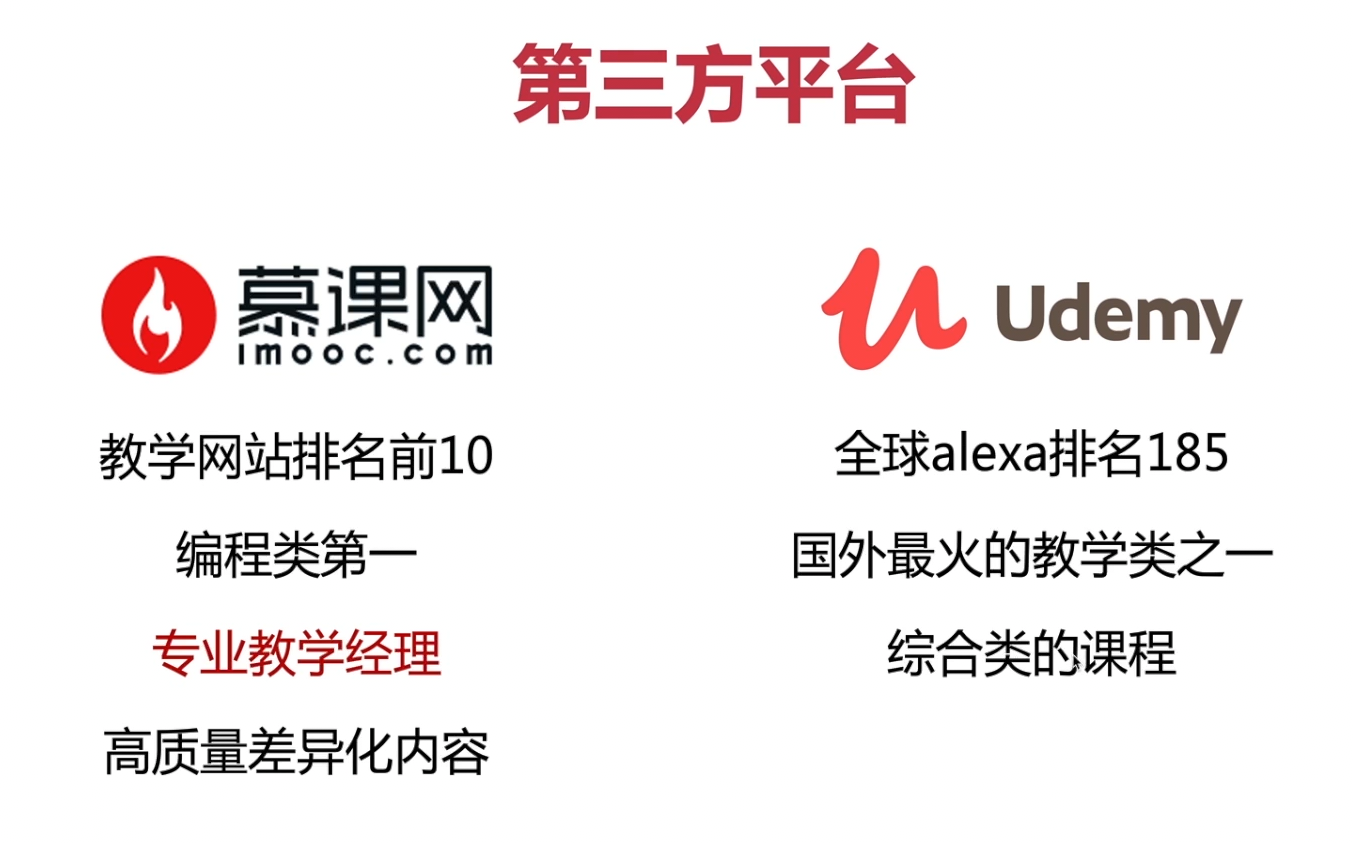 第三方平台
慕课网
imooc.com
教学网站排名前10
编程类第一
专业教学经理
高质量差异化内容
Udemy
全球alexa排名185
国外最火的教学类之一
综合类的课程